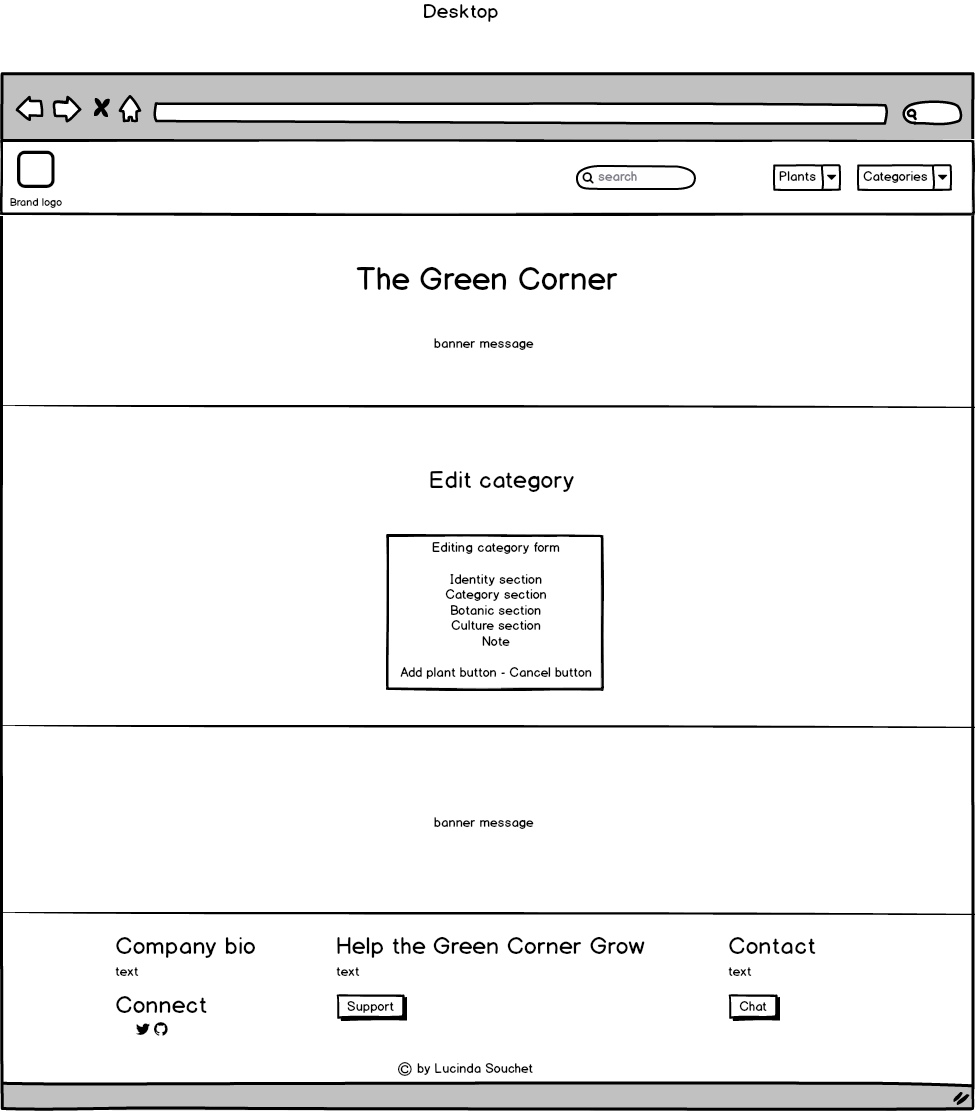 Desktop
search
Plants
Categories
Brand logo
The Green Corner
banner message
Edit category
Editing category form
Identity section
Category section
Botanic section
Culture section
Note
Add plant button - Cancel button
banner message
Company bio
text
Connect
Help the Green Corner Grow
text
Support
Contact
text
Chat
© by Lucinda Souchet